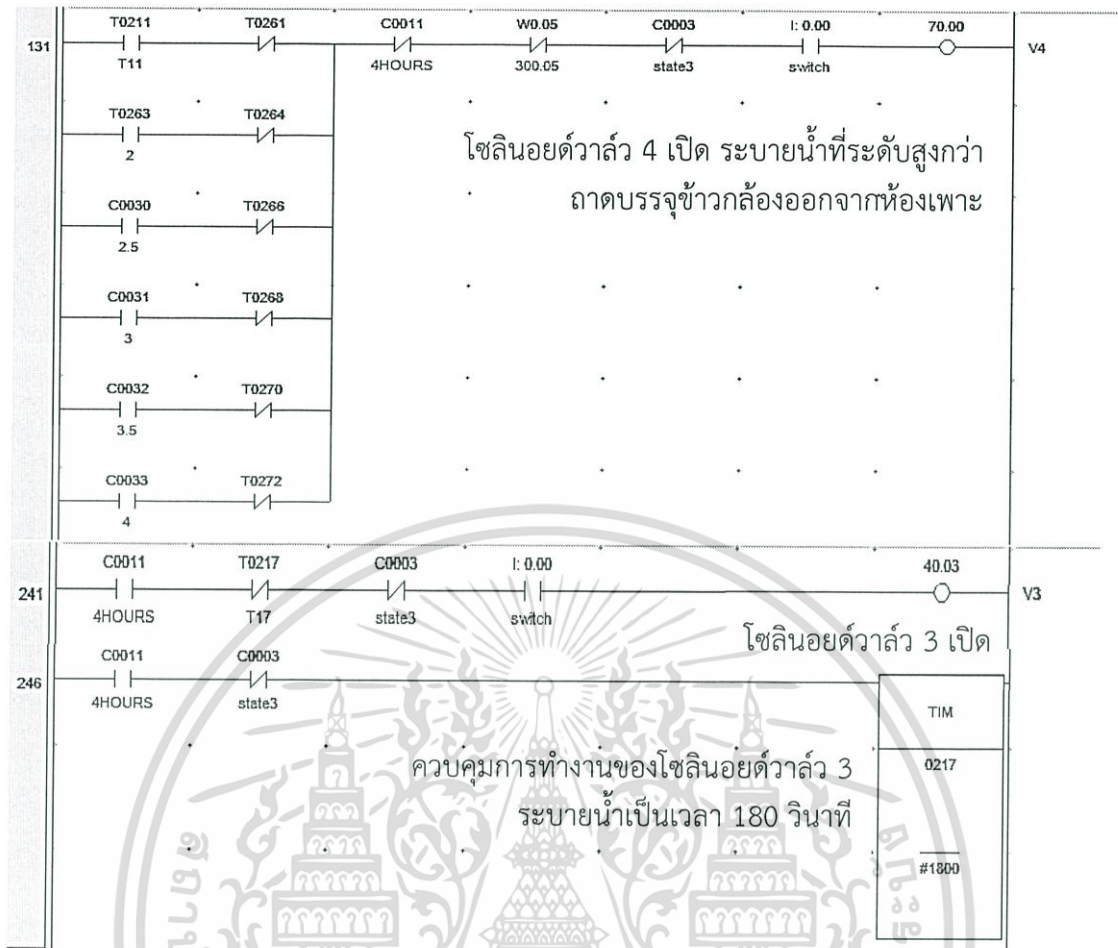 T0211 T0261 C0011 W0.05 C0003 I: 0.00 70.00
131 V4
T11 4HOURS 300.05 state3 switch
T0263 T0264
2
โซลินอยด์วาล์ว 4 เปิด ระบายน้ำที่ระดับสูงกว่า
ถาดบรรจุข้าวกล้องออกจากห้องเพาะ
C0030 T0266
2.5
C0031 T0268
3
C0032 T0270
3.5
C0033 T0272
4
C0011 T0217 C0003 I: 0.00 40.03
241 V3
4HOURS T17 state3 switch
โซลินอยด์วาล์ว 3 เปิด
C0011 C0003
246
4HOURS state3
TIM
ควบคุมการทำงานของโซลินอยด์วาล์ว 3
0217
ระบายน้ำเป็นเวลา 180 วินาที
#1800